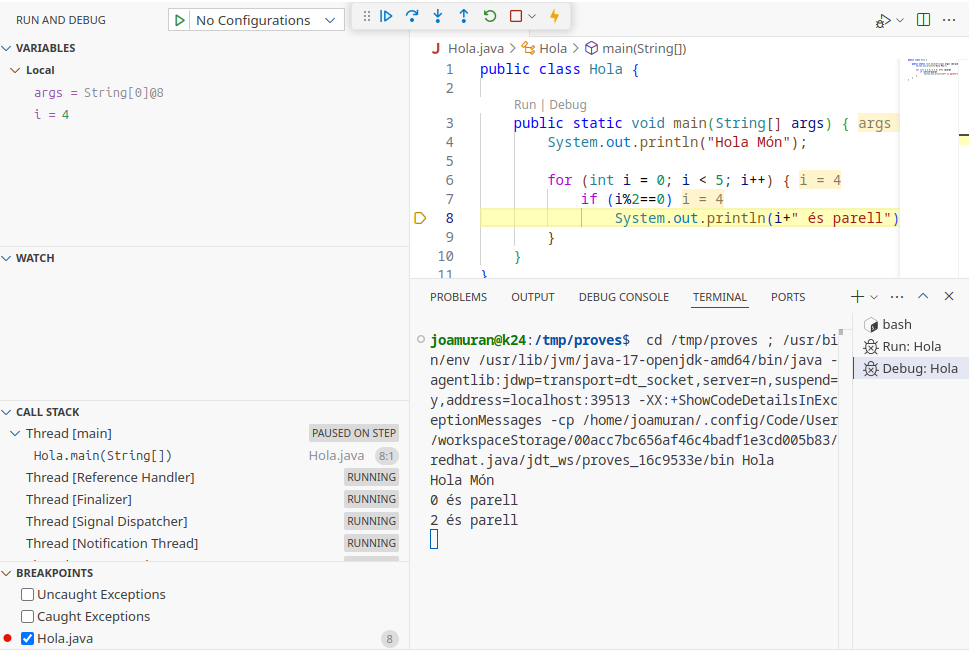 RUN AND DEBUG
No Configurations
VARIABLES
Local
args = String[0]@8
i = 4
WATCH
CALL STACK
Thread [main] PAUSED ON STEP
Hola.main(String[]) Hola.java 8:1
Thread [Reference Handler] RUNNING
Thread [Finalizer] RUNNING
Thread [Signal Dispatcher] RUNNING
Thread [Notification Thread] RUNNING
BREAKPOINTS
Uncaught Exceptions
Caught Exceptions
Hola.java 8
J Hola.java > Hola > main(String[])
1 public class Hola {
2
Run | Debug
3 public static void main(String[] args) { args
4 System.out.println("Hola Món");
5
6 for (int i = 0; i < 5; i++) { i = 4
7 if (i%2==0) i = 4
8 System.out.println(i+" és parell")
9 }
10 }
11 }
PROBLEMS OUTPUT DEBUG CONSOLE TERMINAL PORTS
joamuran@k24:/tmp/proves$ cd /tmp/proves ; /usr/bi
n/env /usr/lib/jvm/java-17-openjdk-amd64/bin/java -
agentlib:jdwp=transport=dt_socket,server=n,suspend=
y,address=localhost:39513 -XX:+ShowCodeDetailsInExc
eptionMessages -cp /home/joamuran/.config/Code/User
/workspaceStorage/00acc7bc656af46c4badf1e3cd005b83/
redhat.java/jdt_ws/proves_16c9533e/bin Hola
Hola Món
0 és parell
2 és parell
bash
Run: Hola
Debug: Hola